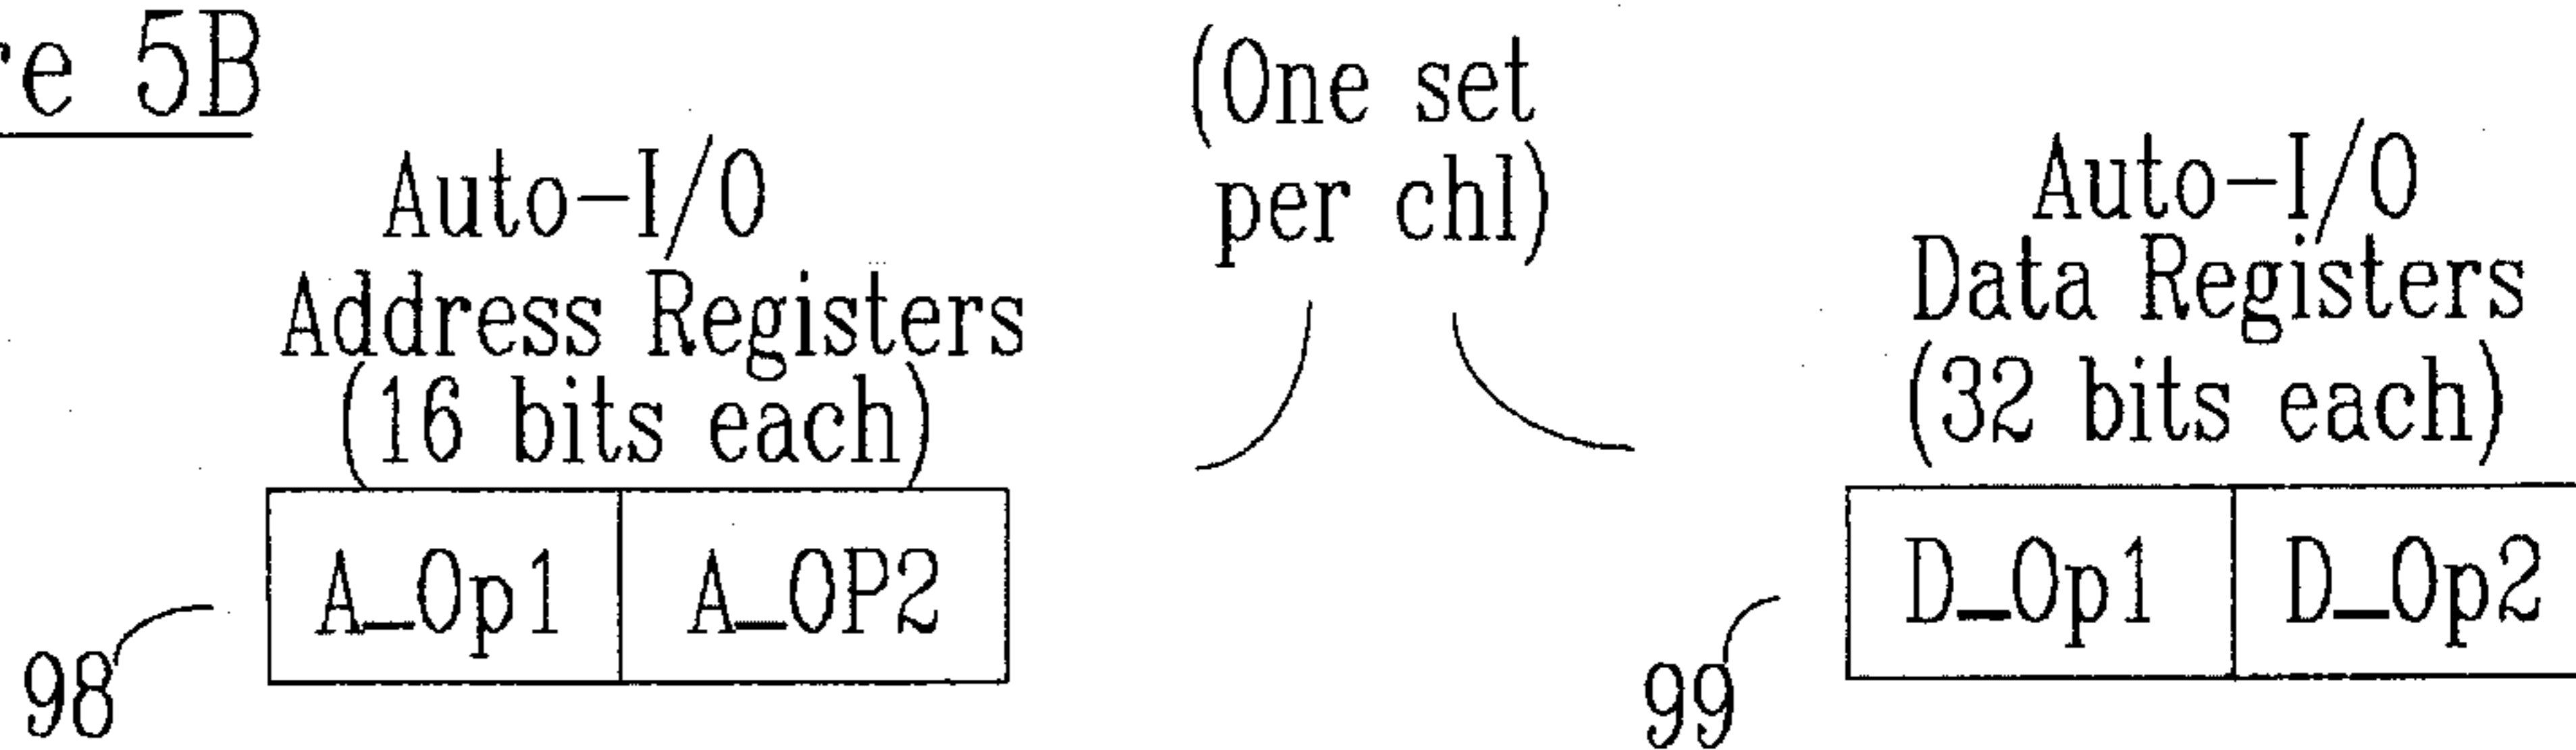 re 5B
(One set
per chl)
Auto-I/O
Address Registers
(16 bits each)
A_Op1 A_OP2
98
Auto-I/O
Data Registers
(32 bits each)
D_Op1 D_Op2
99